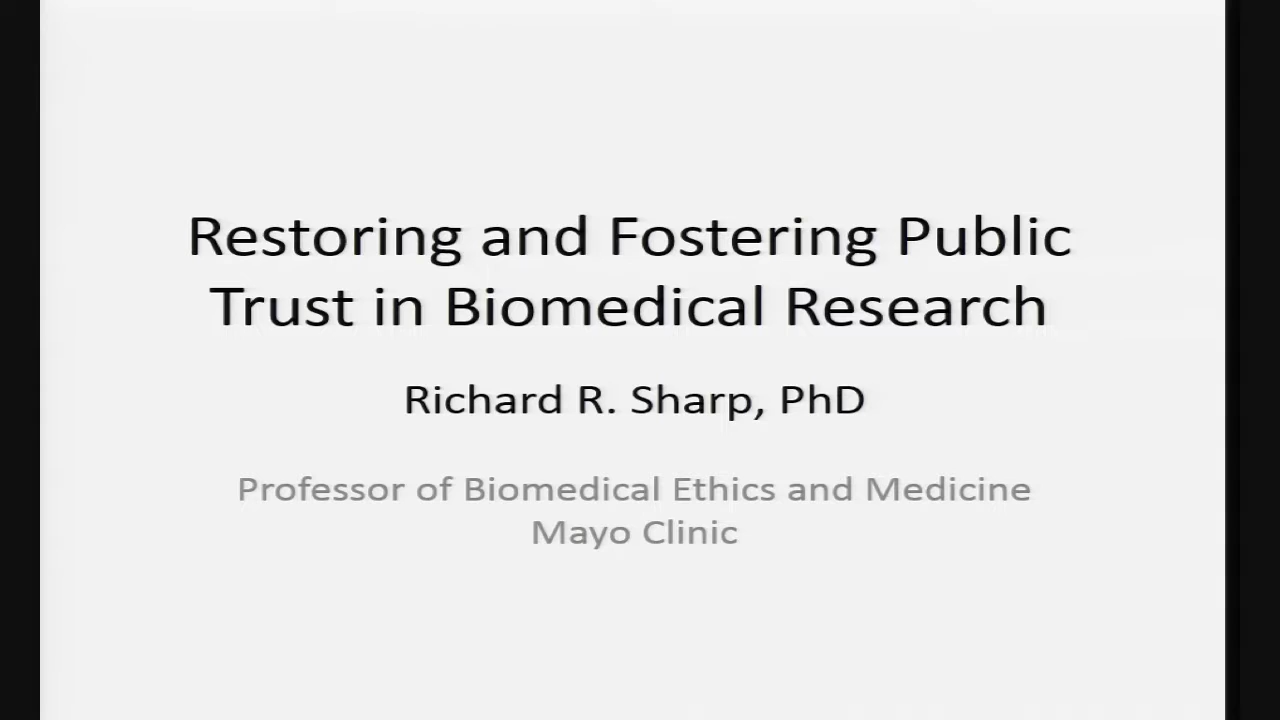 Restoring and Fostering Public
Trust in Biomedical Research
Richard R. Sharp, PhD
Professor of Biomedical Ethics and Medicine
Mayo Clinic